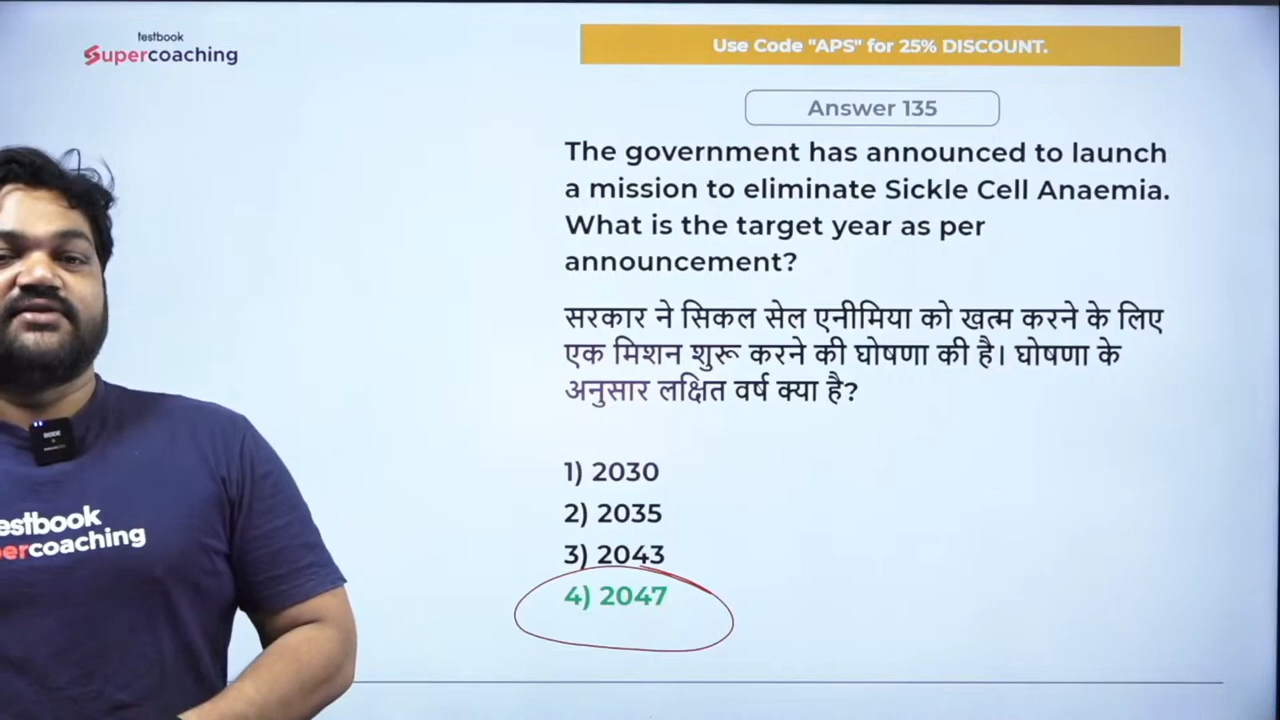 testbook
Supercoaching
Use Code "APS" for 25% DISCOUNT.
Answer 135
The government has announced to launch
a mission to eliminate Sickle Cell Anaemia.
What is the target year as per
announcement?
सरकार ने सिकल सेल एनीमिया को खत्म करने के लिए
एक मिशन शुरू करने की घोषणा की है। घोषणा के
अनुसार लक्षित वर्ष क्या है?
1) 2030
2) 2035
3) 2043
4) 2047
estbook
ercoaching